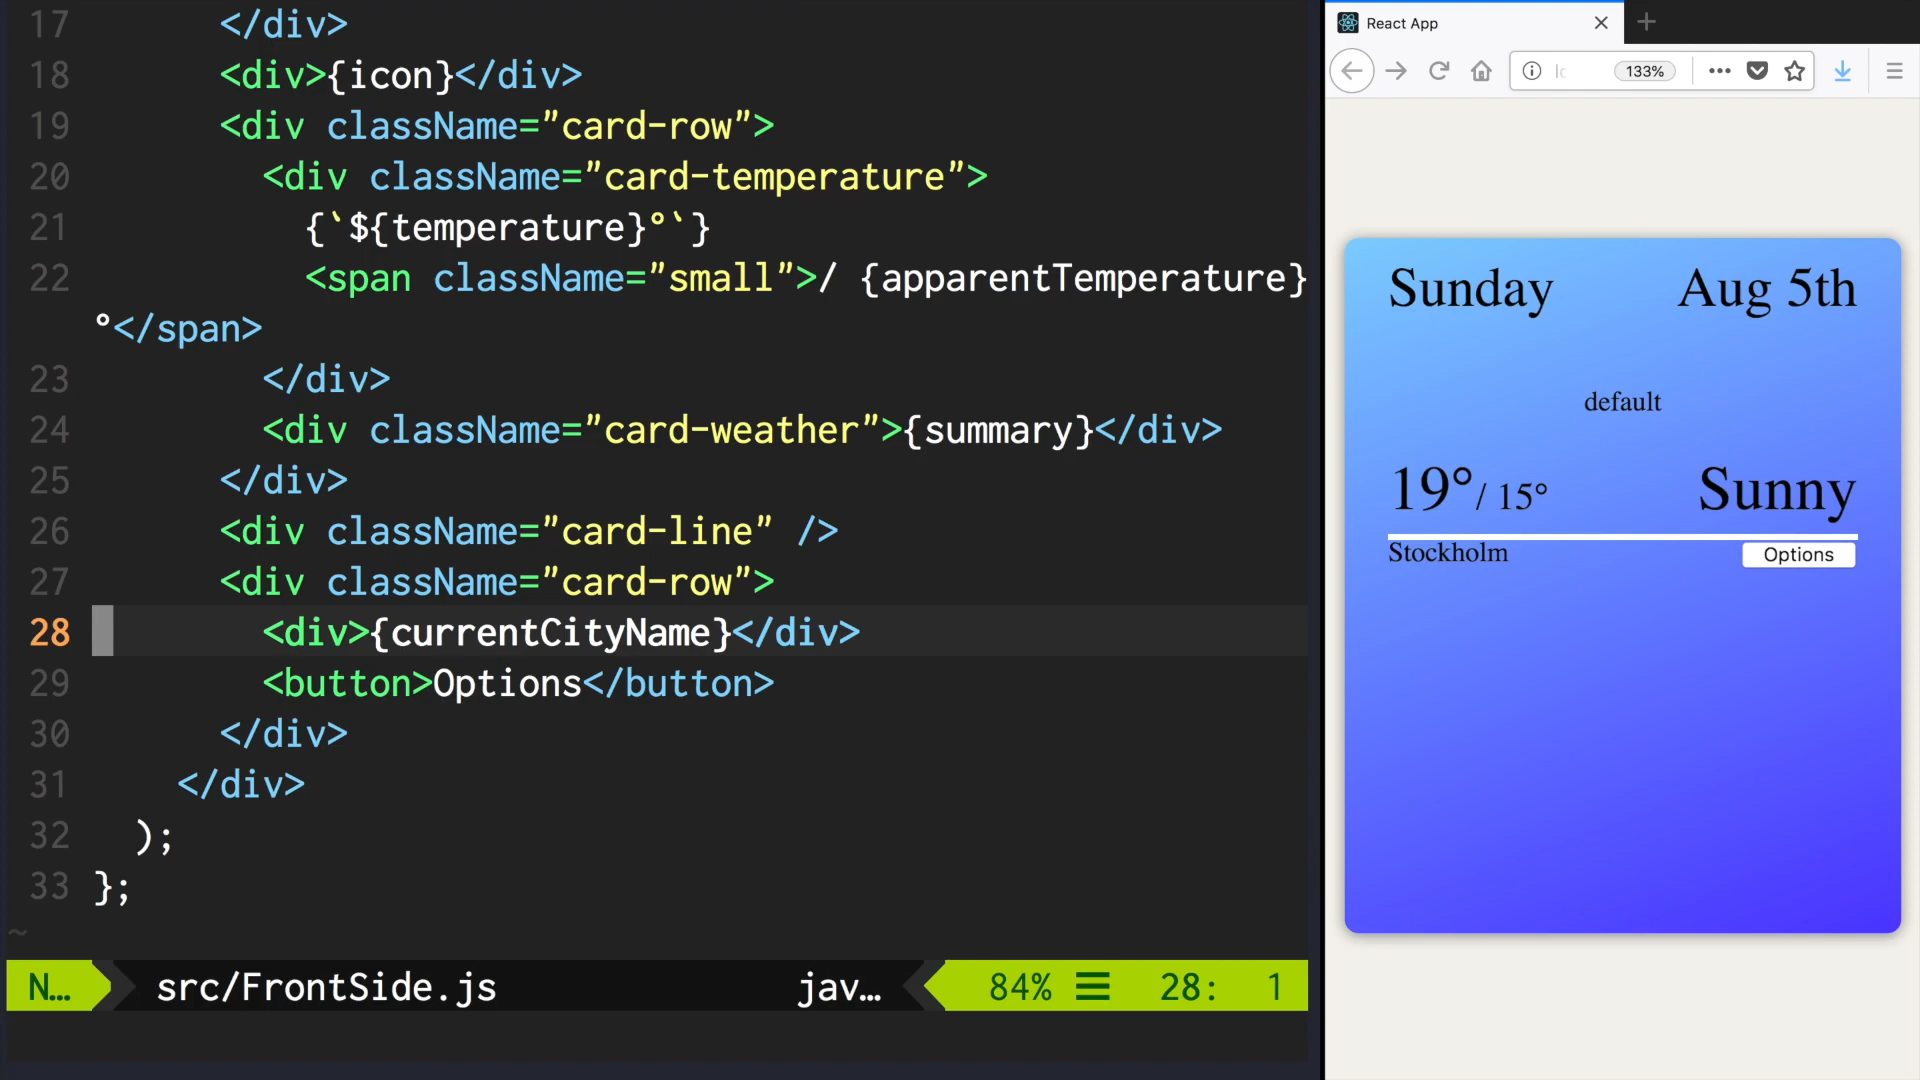 17 </div>
18 <div>{icon}</div>
19 <div className="card-row">
20 <div className="card-temperature">
21 {`${temperature}°`}
22 <span className="small">/ {apparentTemperature}
°</span>
23 </div>
24 <div className="card-weather">{summary}</div>
25 </div>
26 <div className="card-line" />
27 <div className="card-row">
28 <div>{currentCityName}</div>
29 <button>Options</button>
30 </div>
31 </div>
32 );
33 };
~
N... src/FrontSide.js jav... 84% 28: 1
React App
133%
Sunday Aug 5th
default
19°/ 15° Sunny
Stockholm Options